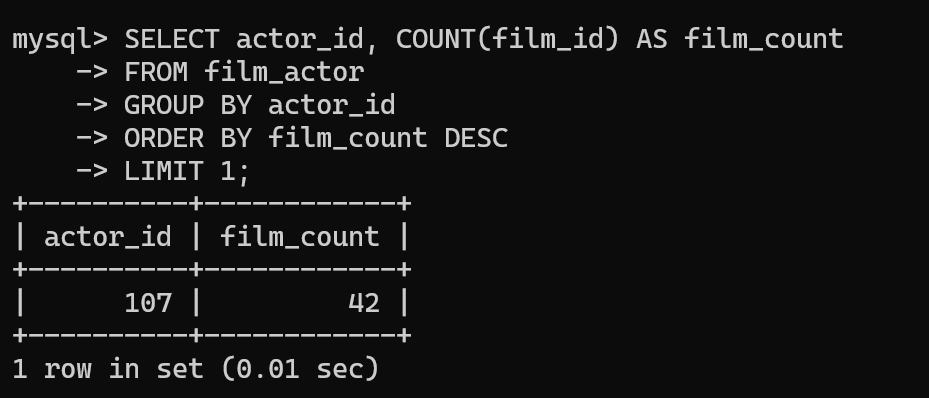 mysql> SELECT actor_id, COUNT(film_id) AS film_count
    -> FROM film_actor
    -> GROUP BY actor_id
    -> ORDER BY film_count DESC
    -> LIMIT 1;
+----------+------------+
| actor_id | film_count |
+----------+------------+
|      107 |         42 |
+----------+------------+
1 row in set (0.01 sec)